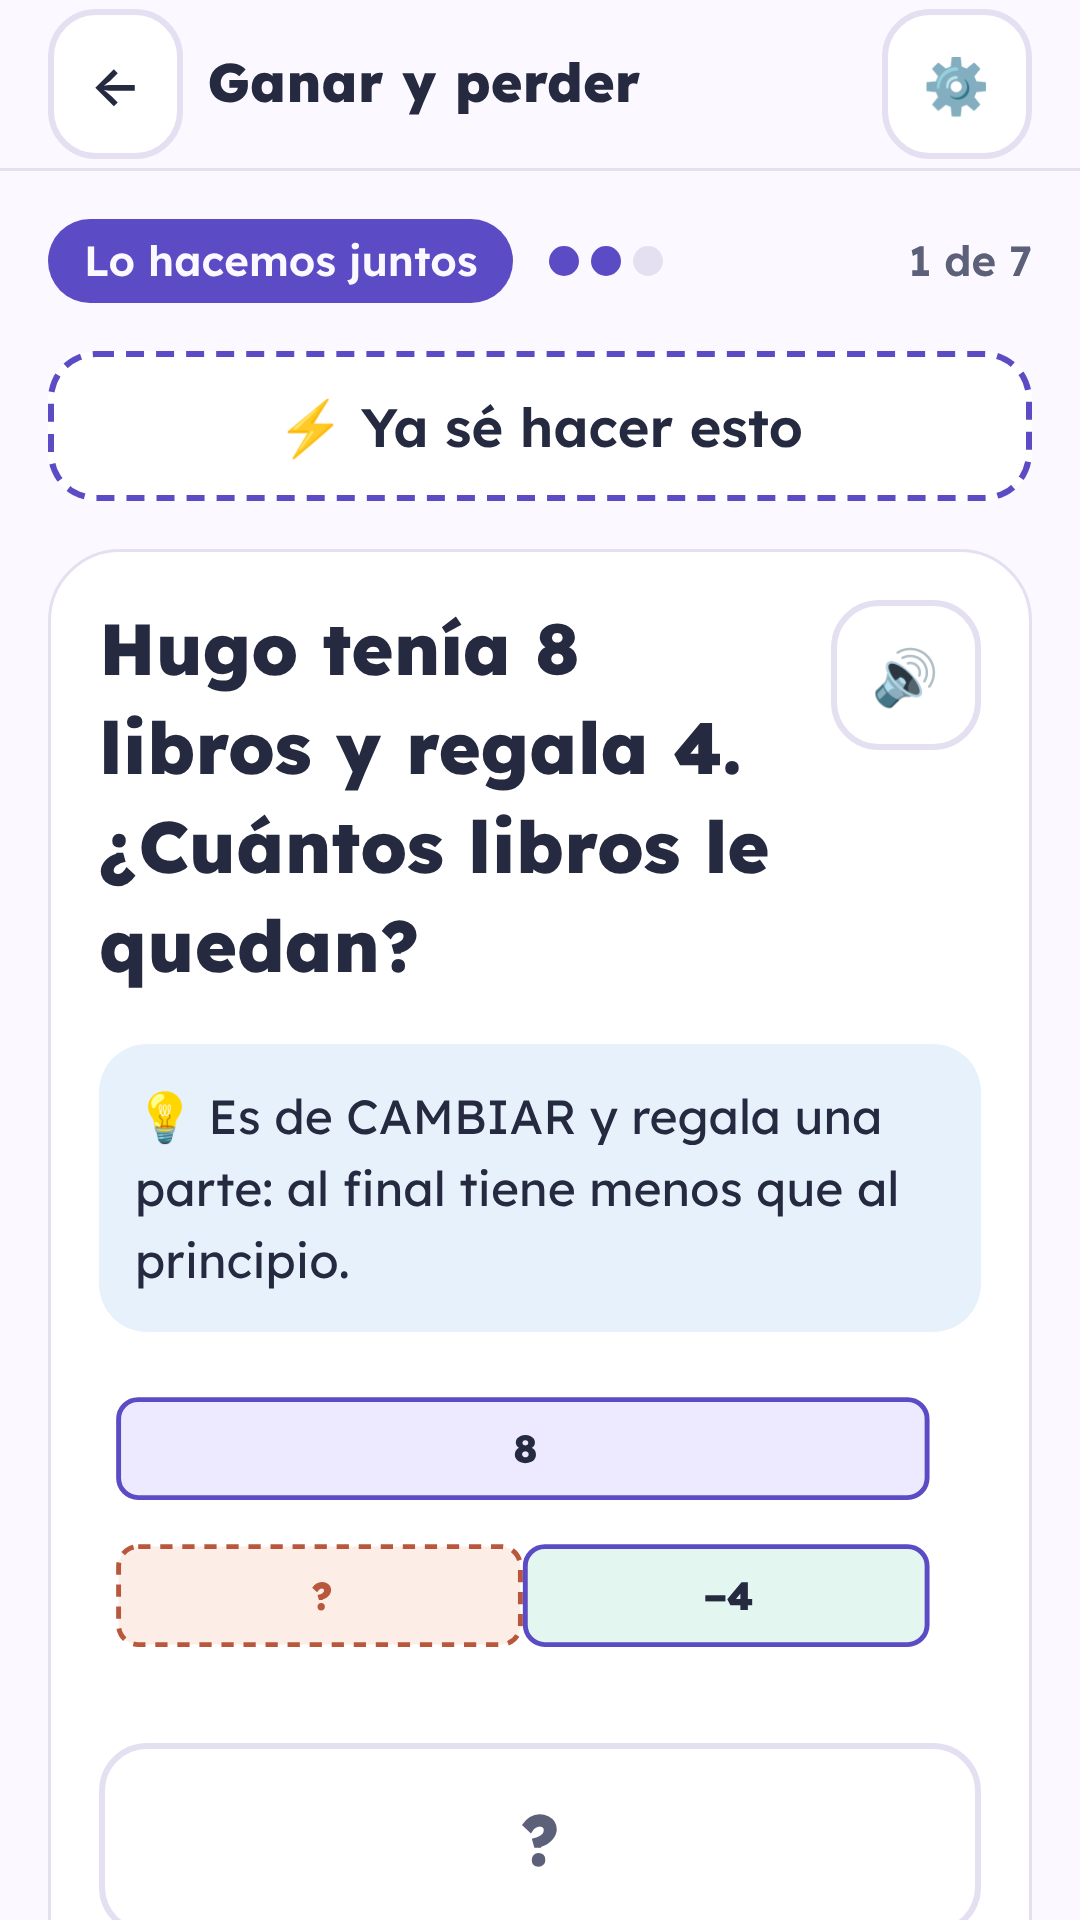 ← Ganar y perder
Lo hacemos juntos
1 de 7
⚡ Ya sé hacer esto
Hugo tenía 8
libros y regala 4.
¿Cuántos libros le
quedan?
💡 Es de CAMBIAR y regala una
parte: al final tiene menos que al
principio.
8
?
−4
?